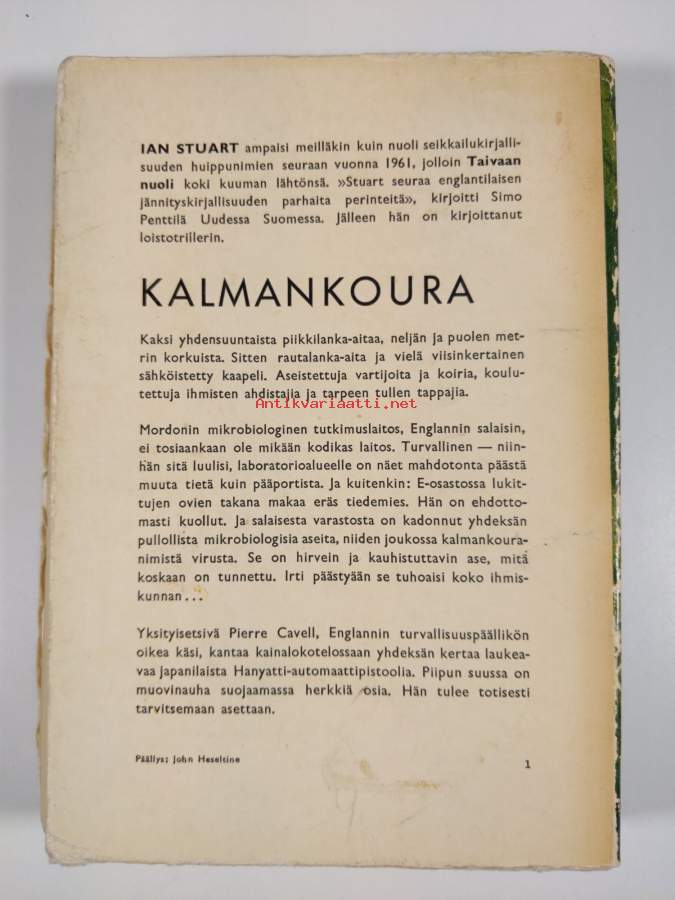 IAN STUART ampaisi meilläkin kuin nuoli seikkailukirjalli-
suuden huippunimien seuraan vuonna 1961, jolloin Taivaan
nuoli koki kuuman lähtönsä. »Stuart seuraa englantilaisen
jännityskirjallisuuden parhaita perinteitä», kirjoitti Simo
Penttilä Uudessa Suomessa. Jälleen hän on kirjoittanut
loistotrillerin.
KALMANKOURA
Kaksi yhdensuuntaista piikkilanka-aitaa, neljän ja puolen met-
rin korkuista. Sitten rautalanka-aita ja vielä viisinkertainen
sähköistetty kaapeli. Aseistettuja vartijoita ja koiria, koulu-
tettuja ihmisten ahdistajia ja tarpeen tullen tappajia.
Antikvariaatti.net
Mordonin mikrobiologinen tutkimuslaitos, Englannin salaisin,
ei tosiaankaan ole mikään kodikas laitos. Turvallinen — niin-
hän sitä luulisi, laboratorioalueelle on näet mahdotonta päästä
muuta tietä kuin pääportista. Ja kuitenkin: E-osastossa lukit-
tujen ovien takana makaa eräs tiedemies. Hän on ehdotto-
masti kuollut. Ja salaisesta varastosta on kadonnut yhdeksän
pullollista mikrobiologisia aseita, niiden joukossa kalmankoura-
nimistä virusta. Se on hirvein ja kauhistuttavin ase, mitä
koskaan on tunnettu. Irti päästyään se tuhoaisi koko ihmis-
kunnan...
Yksityisetsivä Pierre Cavell, Englannin turvallisuuspäällikön
oikea käsi, kantaa kainalokotelossaan yhdeksän kertaa laukea-
vaa japanilaista Hanyatti-automaattipistoolia. Piipun suussa on
muovinauha suojaamassa herkkiä osia. Hän tulee totisesti
tarvitsemaan asettaan.
Päällys: John Heseltine
1